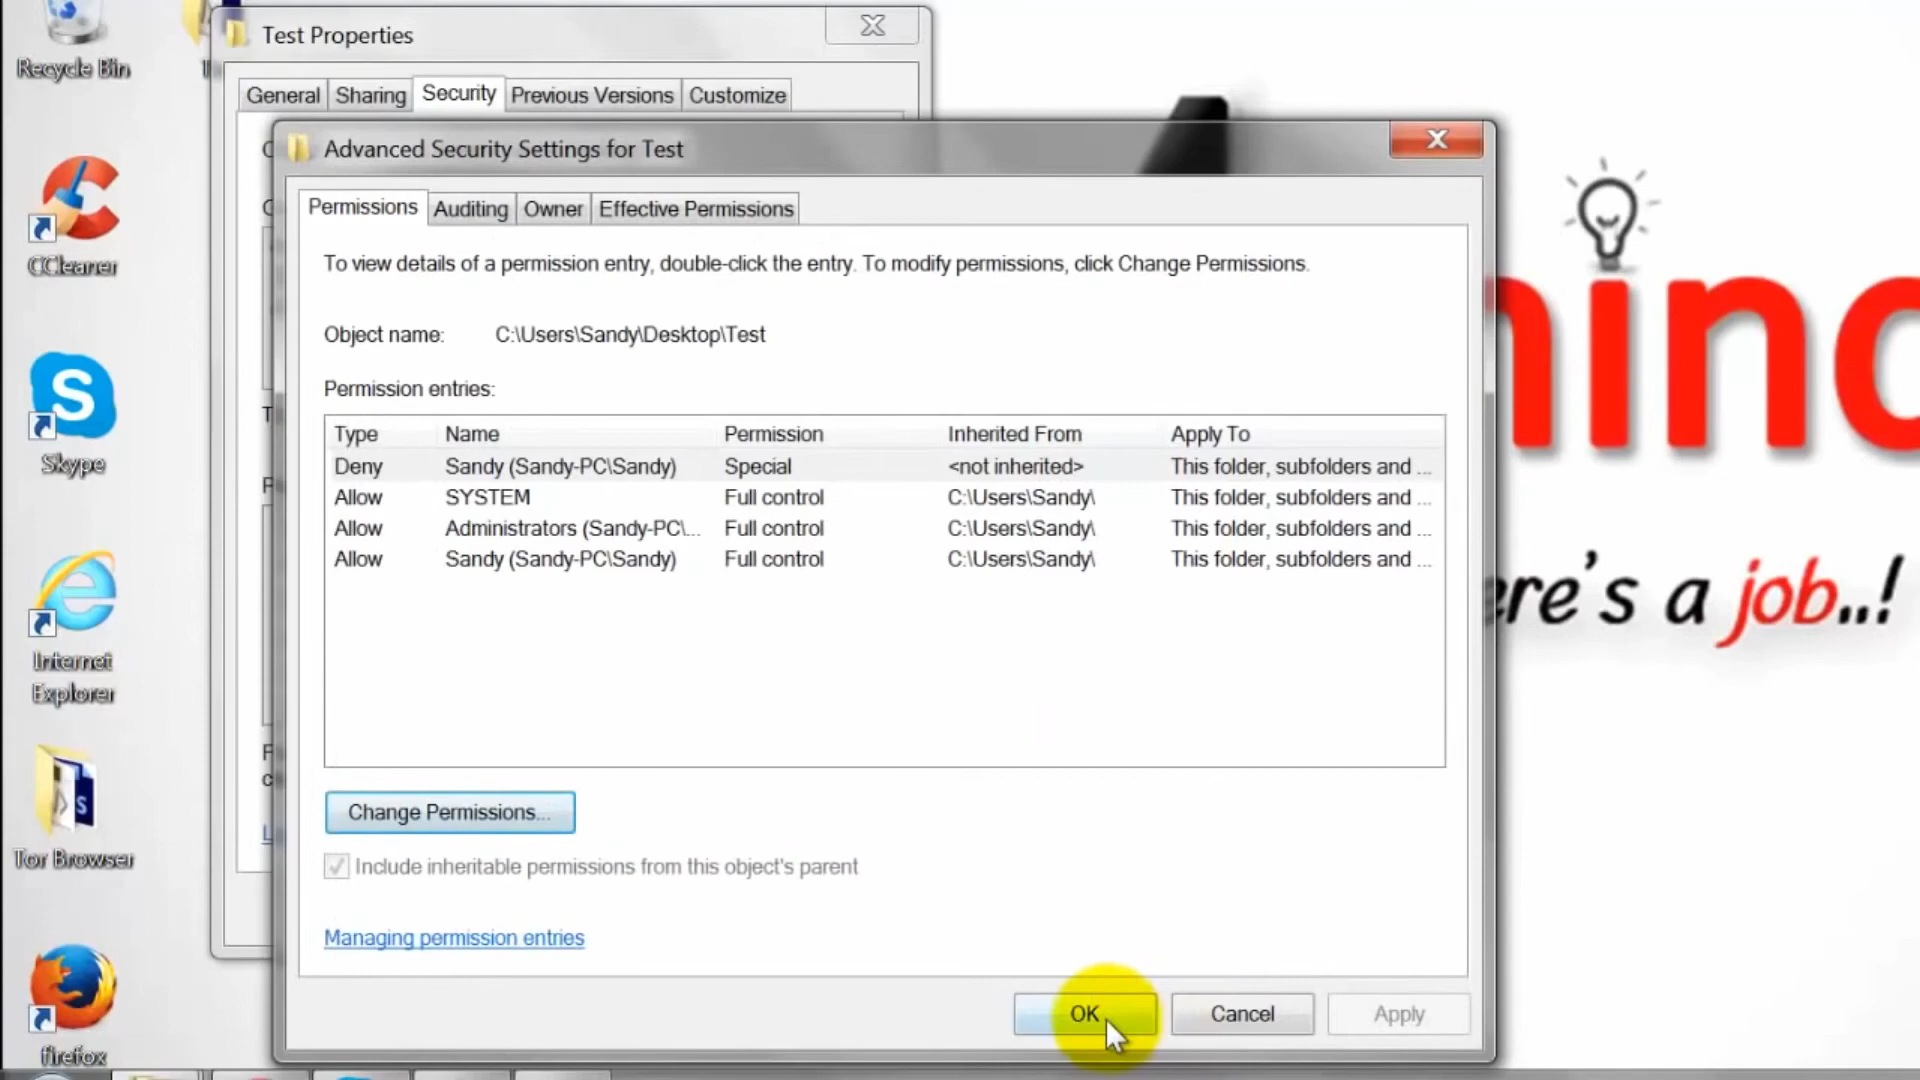 Recycle Bin
Test Properties
X
General Sharing Security Previous Versions Customize
Advanced Security Settings for Test
X
Permissions Auditing Owner Effective Permissions
To view details of a permission entry, double-click the entry. To modify permissions, click Change Permissions.
Object name: C:\Users\Sandy\Desktop\Test
Permission entries:
Type Name Permission Inherited From Apply To
Deny Sandy (Sandy-PC\Sandy) Special <not inherited> This folder, subfolders and ...
Allow SYSTEM Full control C:\Users\Sandy\ This folder, subfolders and ...
Allow Administrators (Sandy-PC\... Full control C:\Users\Sandy\ This folder, subfolders and ...
Allow Sandy (Sandy-PC\Sandy) Full control C:\Users\Sandy\ This folder, subfolders and ...
Change Permissions...
Include inheritable permissions from this object's parent
Managing permission entries
OK Cancel Apply
CCleaner
S
Skype
Internet
Explorer
Tor Browser
firefox
ere's a job..!